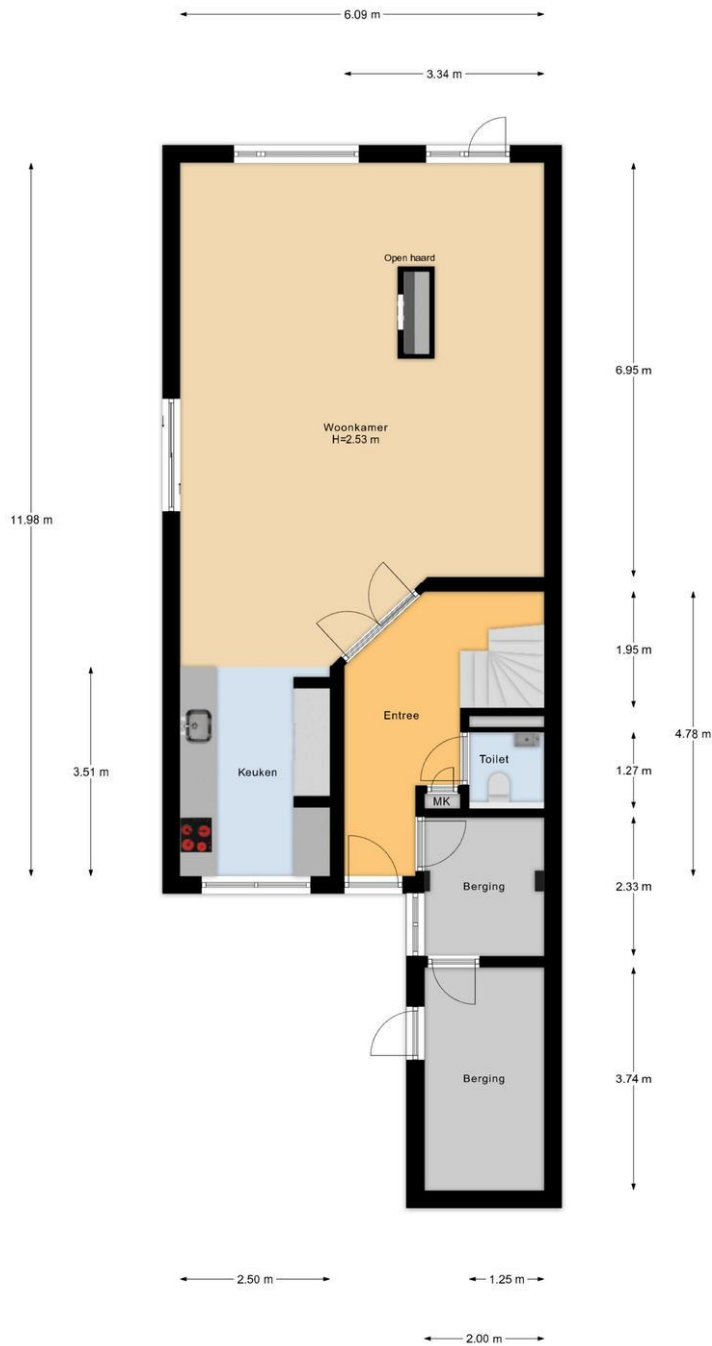 6.09 m
3.34 m
Open haard
6.95 m
Woonkamer
H=2.53 m
11.98 m
1.95 m
Entree
4.78 m
Toilet
1.27 m
3.51 m
Keuken
MK
Berging
2.33 m
Berging
3.74 m
2.50 m
1.25 m
2.00 m